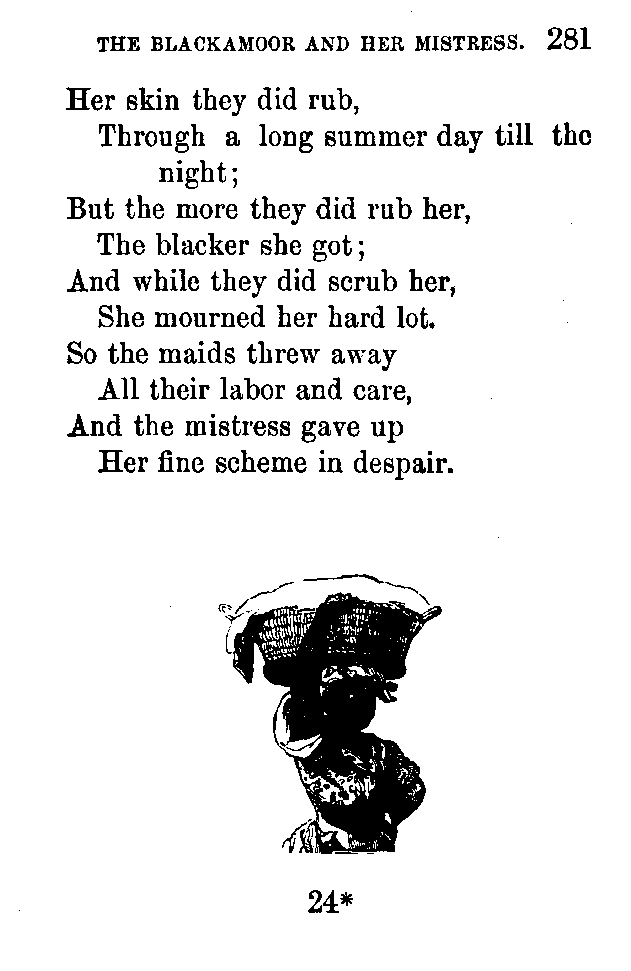 THE BLACKAMOOR AND HER MISTRESS. 281
Her skin they did rub,
Through a long summer day till the
night;
But the more they did rub her,
The blacker she got;
And while they did scrub her,
She mourned her hard lot.
So the maids threw away
All their labor and care,
And the mistress gave up
Her fine scheme in despair.
24*